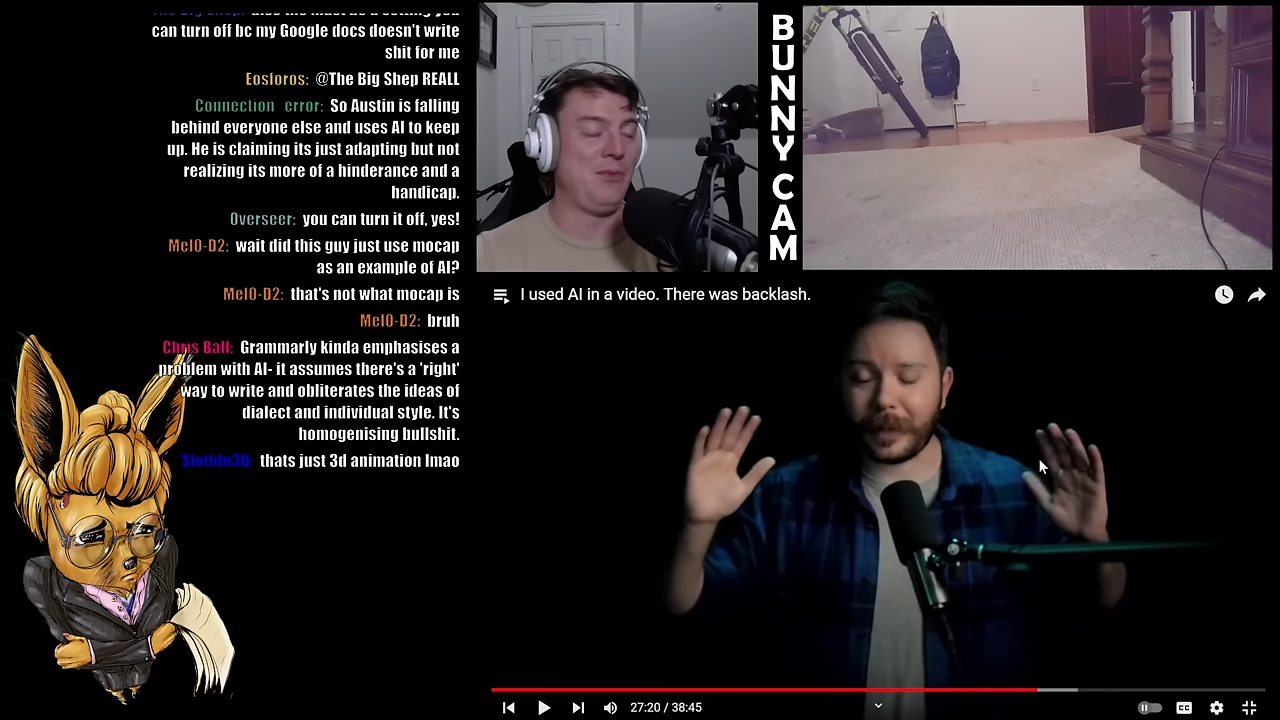 can turn off bc my Google docs doesn't write
shit for me
Eosforos: @The Big Shep REALL
Connection error: So Austin is falling
behind everyone else and uses AI to keep
up. He is claiming its just adapting but not
realizing its more of a hinderance and a
handicap.
Overseer: you can turn it off, yes!
Mel0-D2: wait did this guy just use mocap
as an example of AI?
Mel0-D2: that's not what mocap is
Mel0-D2: bruh
Chris Ball: Grammarly kinda emphasises a
problem with AI- it assumes there's a 'right'
way to write and obliterates the ideas of
dialect and individual style. It's
homogenising bullshit.
Slothin3D: thats just 3d animation lmao
BUNNY CAM
I used AI in a video. There was backlash.
27:20 / 38:45
CC